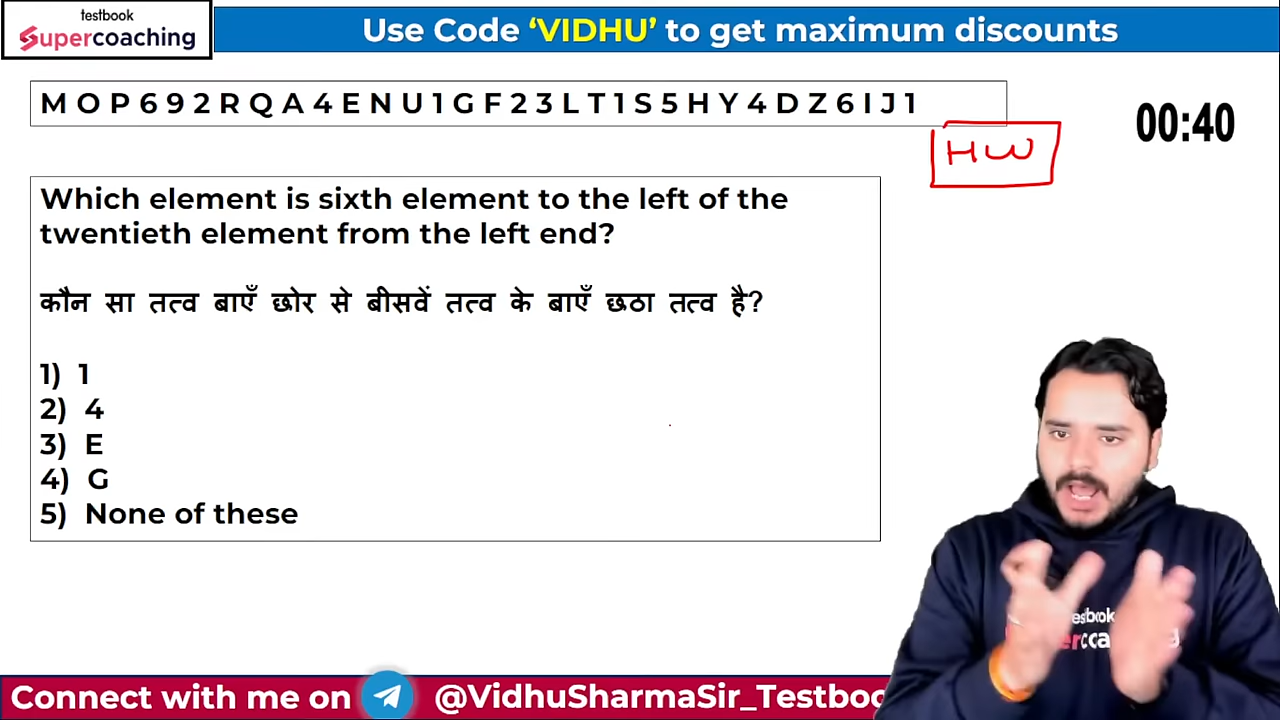 testbook
Supercoaching
Use Code ‘VIDHU’ to get maximum discounts
M O P 6 9 2 R Q A 4 E N U 1 G F 2 3 L T 1 S 5 H Y 4 D Z 6 I J 1
00:40
HW
Which element is sixth element to the left of the
twentieth element from the left end?
कौन सा तत्व बाएँ छोर से बीसवें तत्व के बाएँ छठा तत्व है?
1) 1
2) 4
3) E
4) G
5) None of these
Connect with me on
@VidhuSharmaSir_Testboo